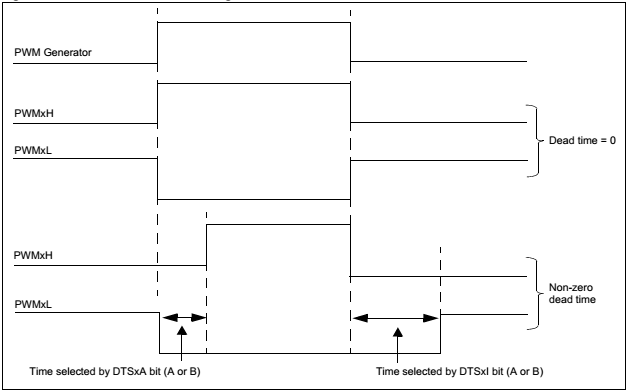 PWM Generator
PWMxH
Dead time = 0
PWMxL
PWMxH
Non-zero
dead time
PWMxL
Time selected by DTSxA bit (A or B)
Time selected by DTSxI bit (A or B)